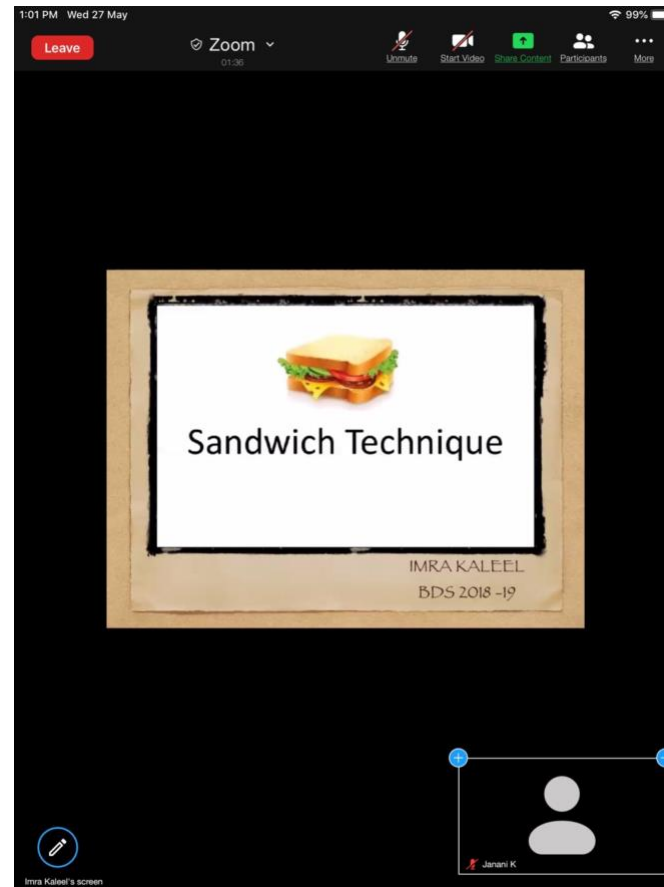 1:01 PM Wed 27 May 99%
Leave
Zoom
01:36
Unmute Start Video Share Content Participants More
Sandwich Technique
IMRA KALEEL
BDS 2018 -19
Janani K
Imra Kaleel's screen